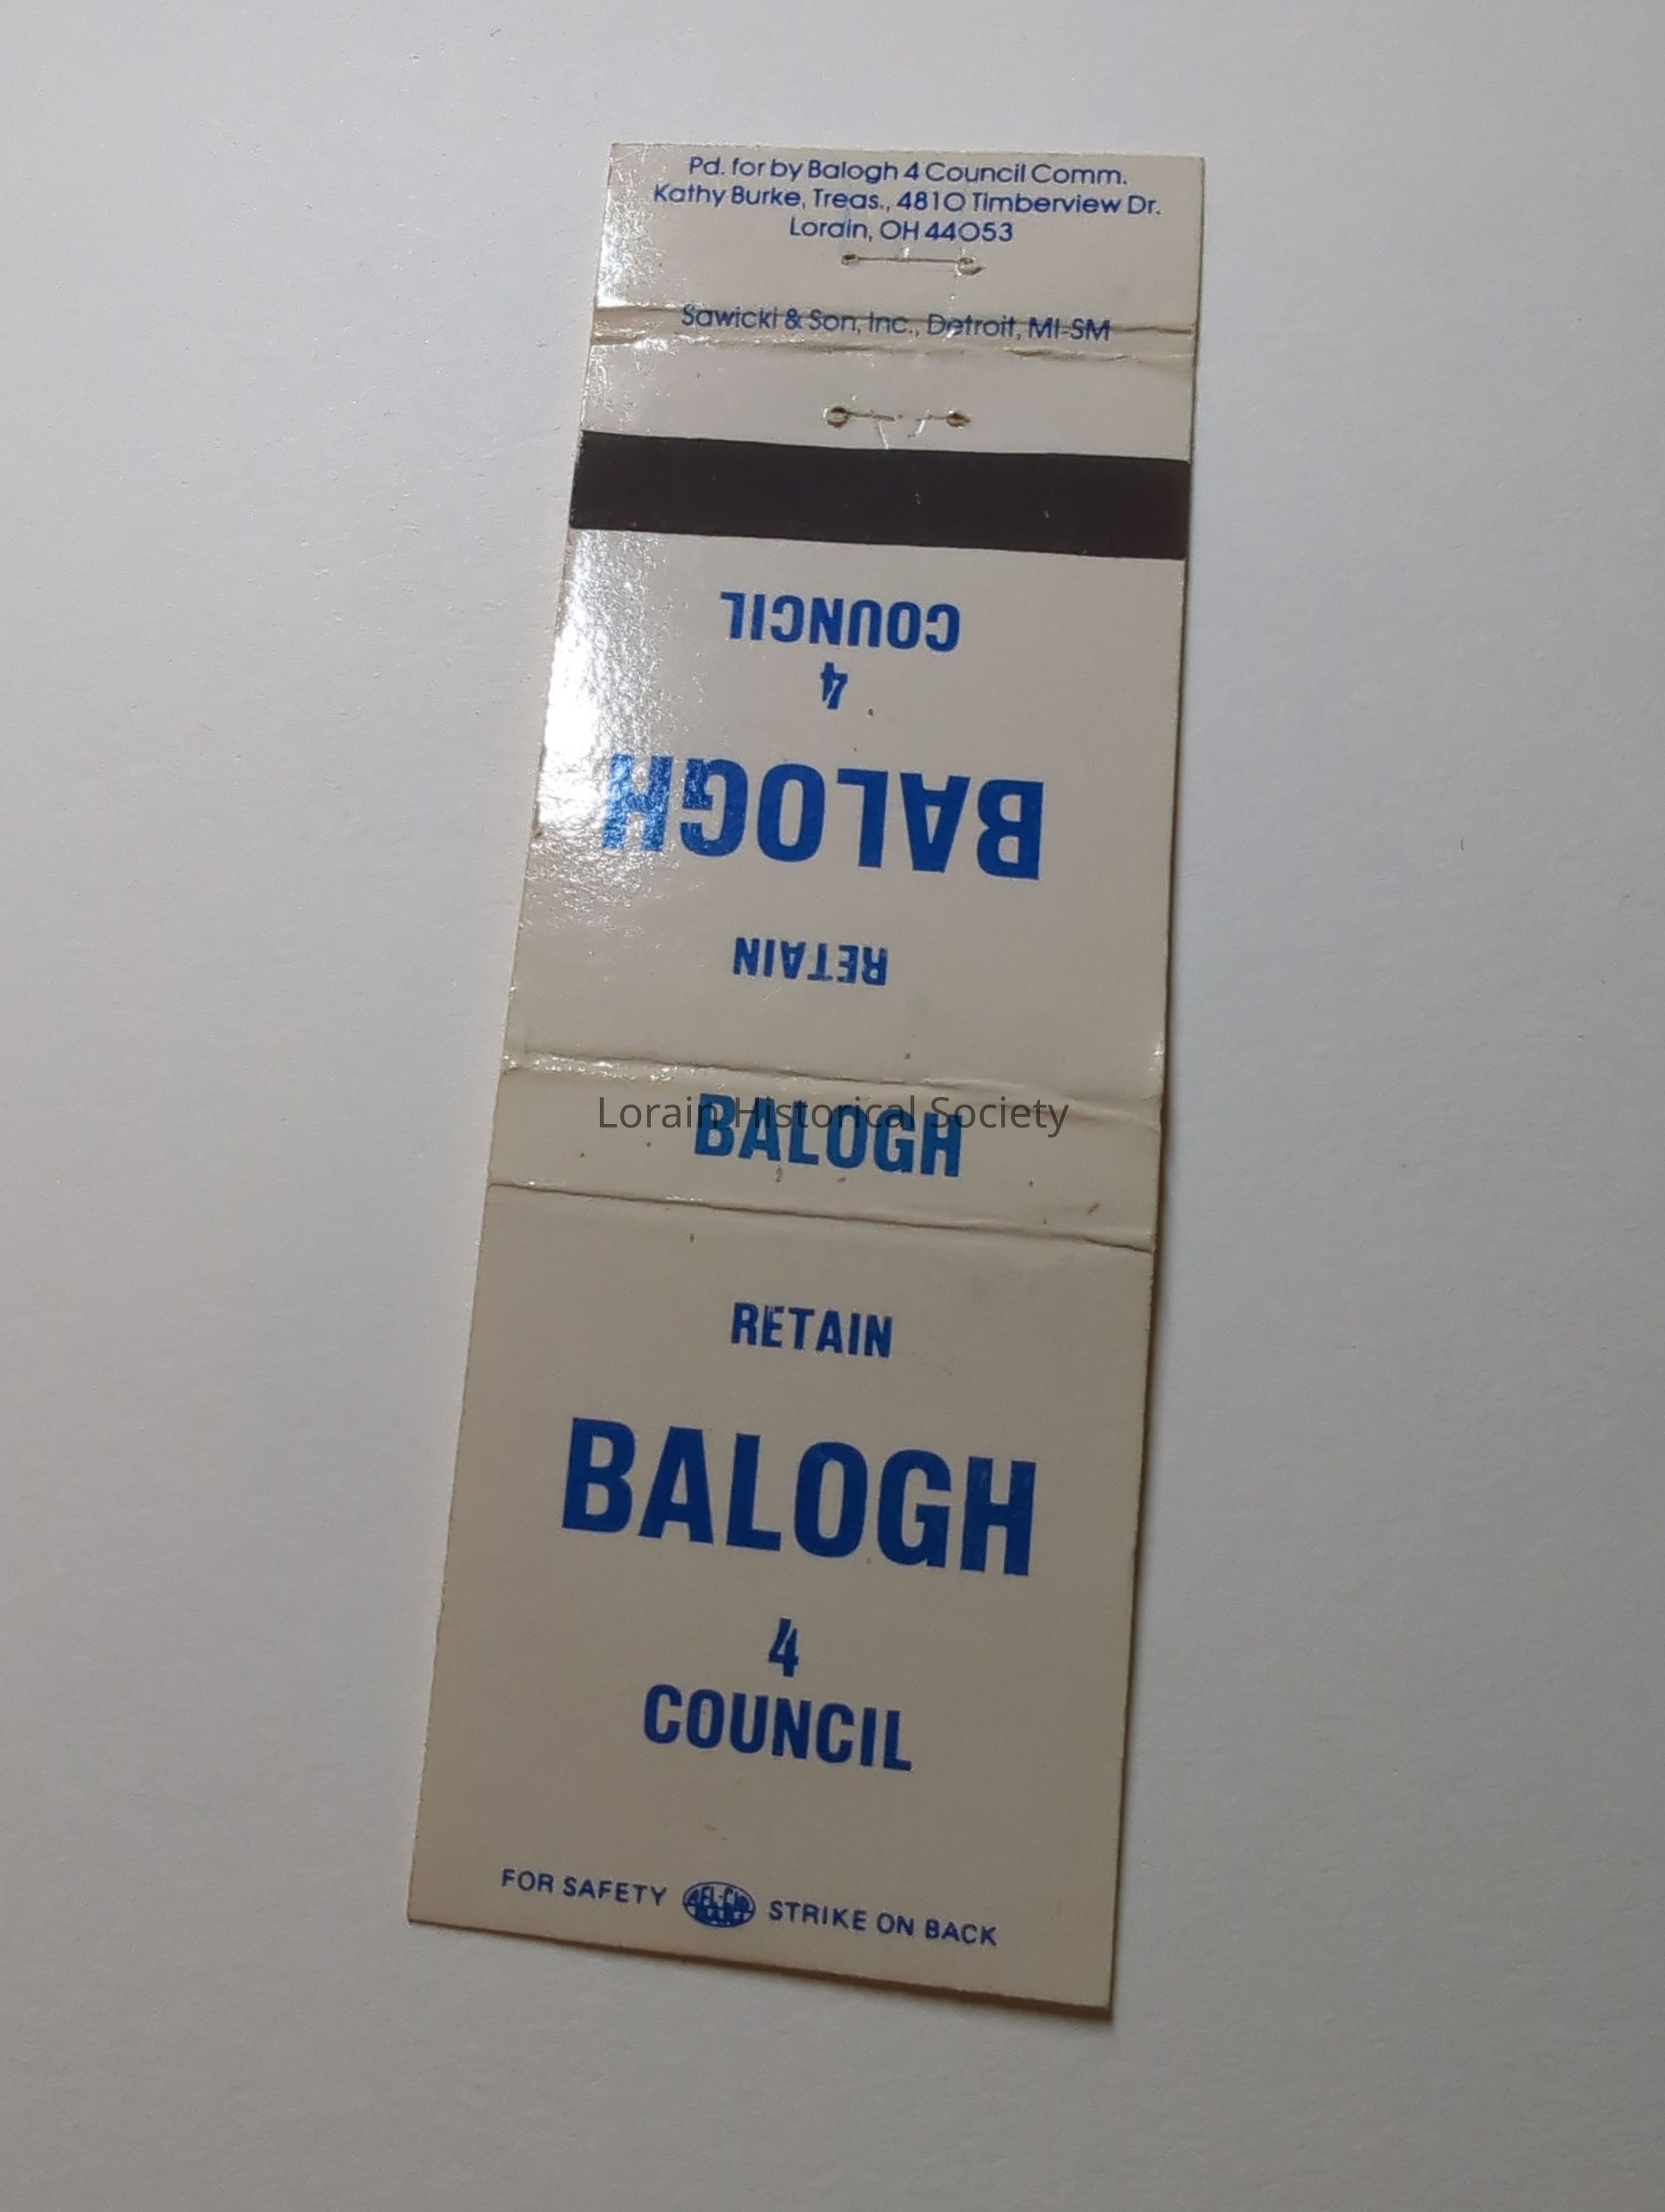 Pd. for by Balogh 4 Council Comm.
Kathy Burke, Treas., 4810 Timberview Dr.
Lorain, OH 44053
Sawicki & Son, Inc., Detroit, MI-SM
RETAIN
BALOGH
4
COUNCIL
BALOGH
Lorain Historical Society
RETAIN
BALOGH
4
COUNCIL
FOR SAFETY AFL-CIO STRIKE ON BACK